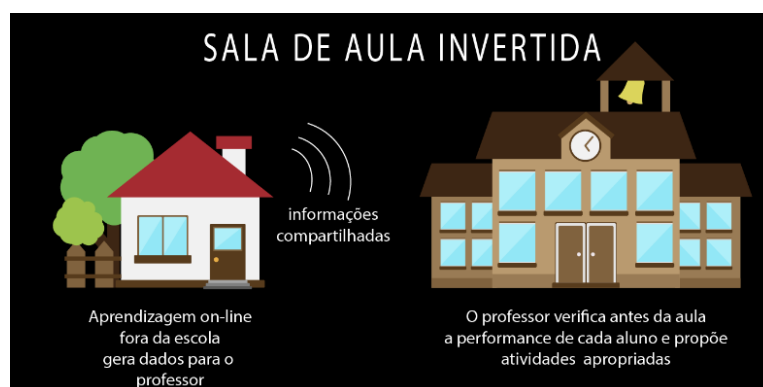 SALA DE AULA INVERTIDA
informações
compartilhadas
Aprendizagem on-line
fora da escola
gera dados para o
professor
O professor verifica antes da aula
a performance de cada aluno e propõe
atividades apropriadas